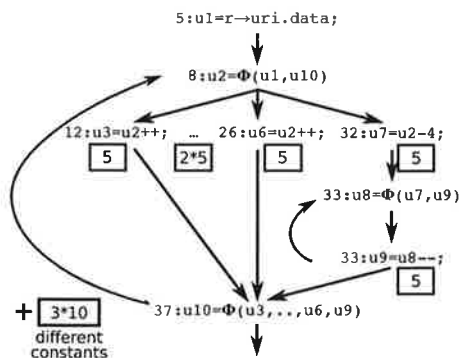 5:u1=r→uri.data;
8:u2=Φ(u1,u10)
12:u3=u2++; … 26:u6=u2++; 32:u7=u2-4;
5 2*5 5 5
33:u8=Φ(u7,u9)
33:u9=u8--;
5
+ 3*10 37:u10=Φ(u3,..,u6,u9)
different
constants